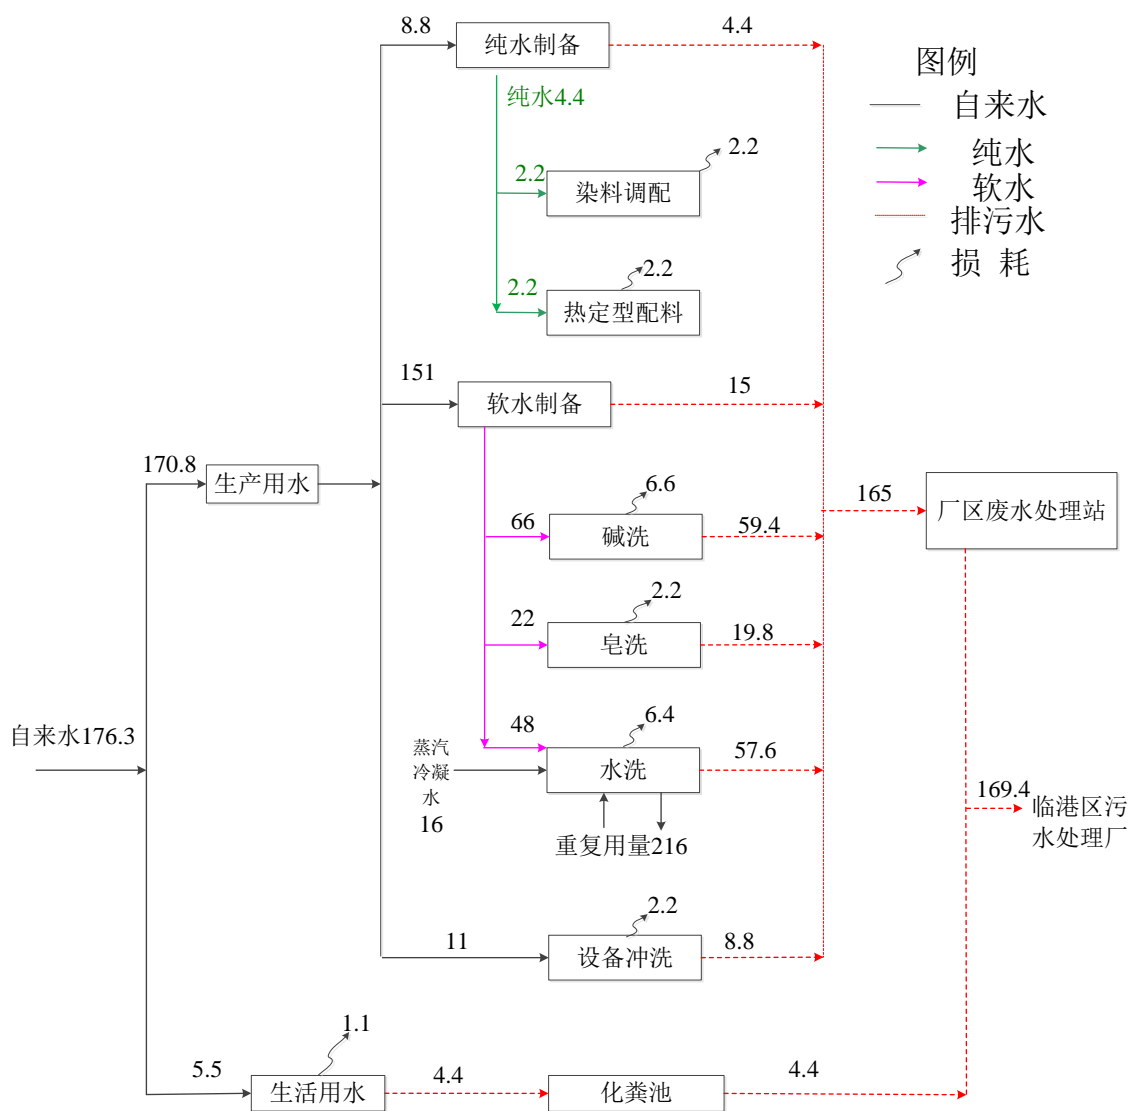 8.8
纯水制备
4.4
图例
自来水
纯水
软水
排污水
损 耗
纯水4.4
2.2
2.2
染料调配
2.2
2.2
热定型配料
151
软水制备
15
170.8
生产用水
6.6
66
碱洗
59.4
165
厂区废水处理站
2.2
22
皂洗
19.8
自来水176.3
6.4
48
蒸汽
冷凝
水
16
水洗
57.6
重复用量216
169.4
临港区污
水处理厂
2.2
11
设备冲洗
8.8
1.1
5.5
生活用水
4.4
化粪池
4.4